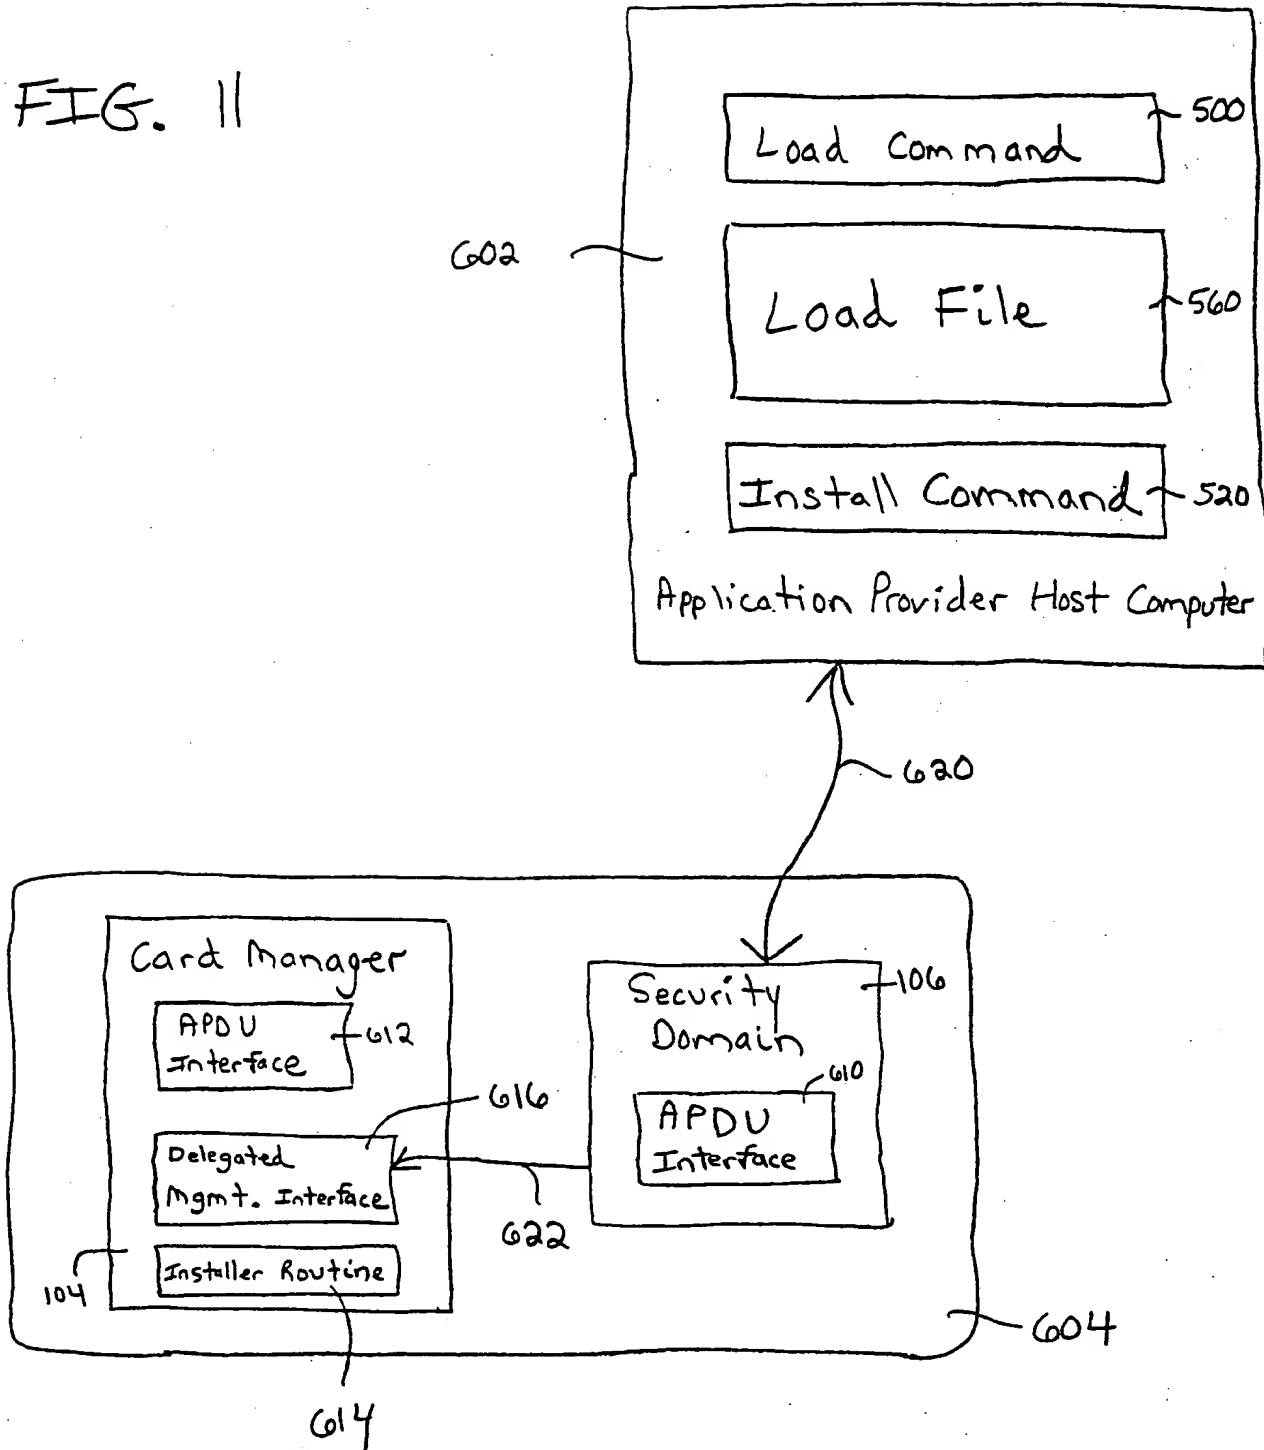 FIG. 11
Load Command
500
602
Load File
560
Install Command
520
Application Provider Host Computer
620
Card Manager
APDU
Interface
612
616
Delegated
Mgmt. Interface
Installer Routine
104
614
Security
Domain
106
610
APDU
Interface
622
604